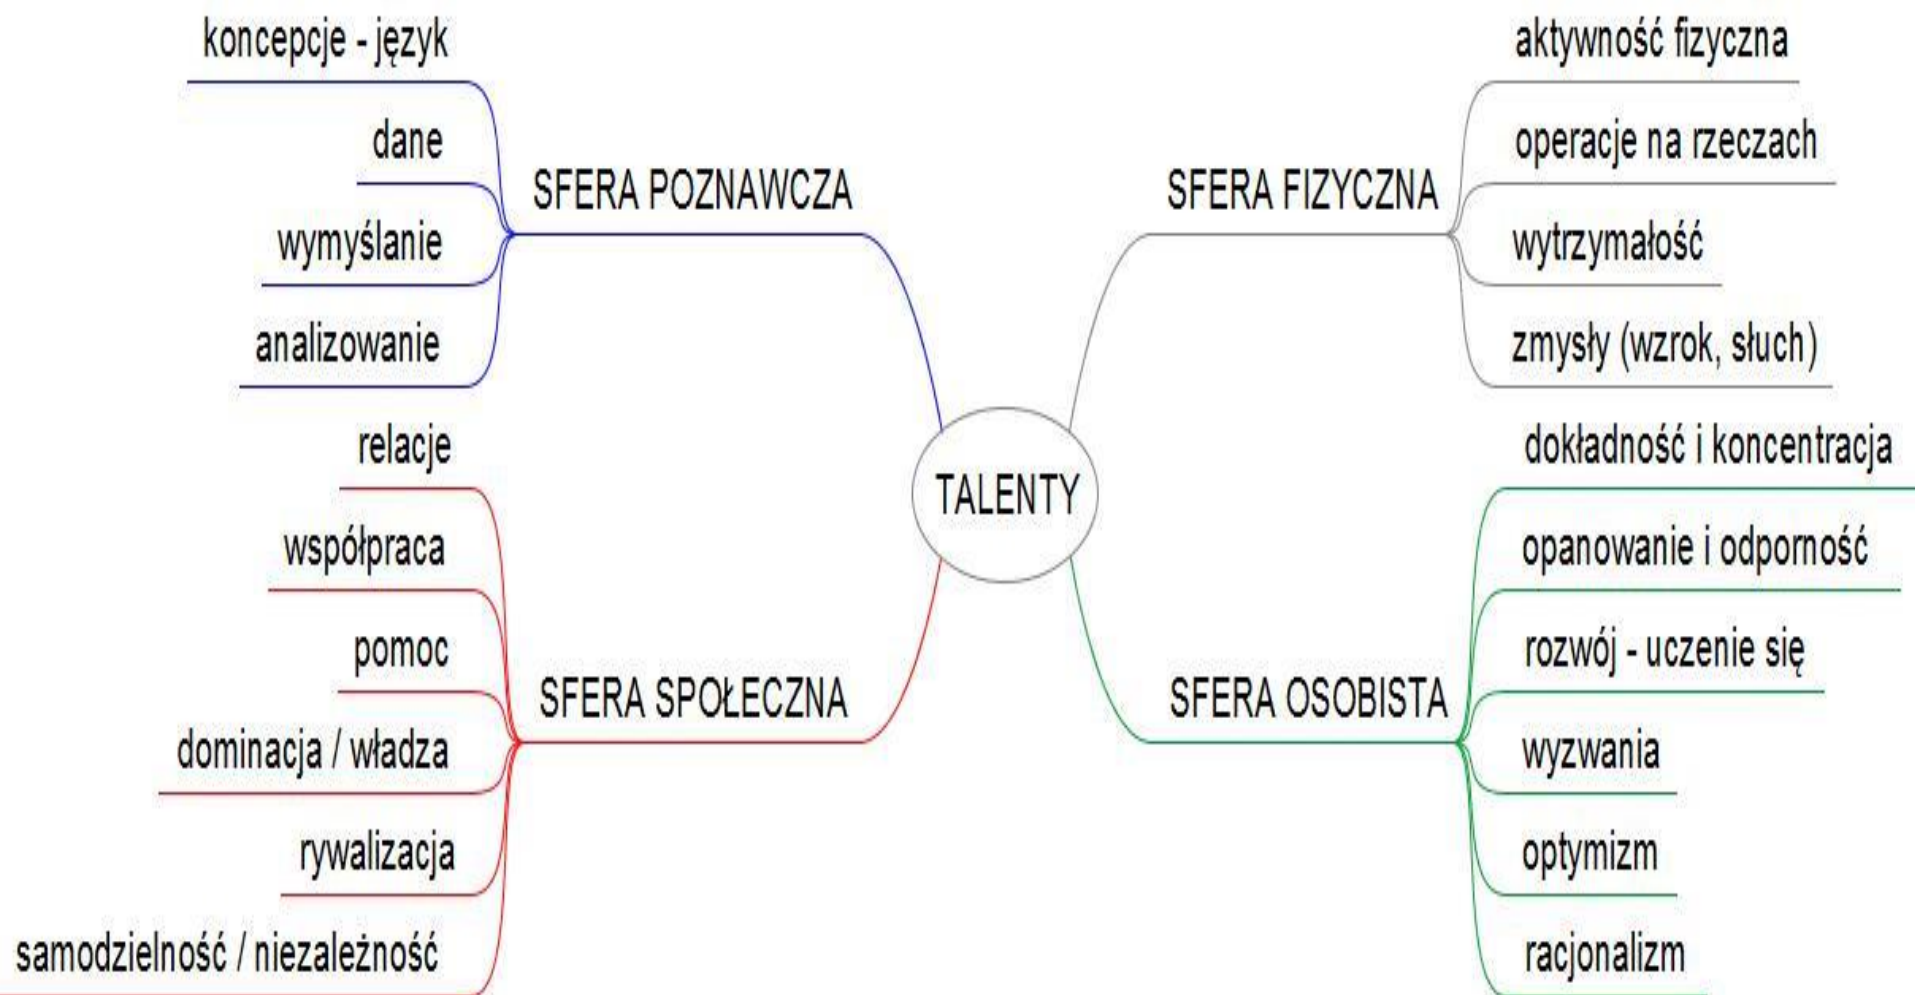 TALENTY
SFERA POZNAWCZA
koncepcje - język
dane
wymyślanie
analizowanie
SFERA SPOŁECZNA
relacje
współpraca
pomoc
dominacja / władza
rywalizacja
samodzielność / niezależność
SFERA FIZYCZNA
aktywność fizyczna
operacje na rzeczach
wytrzymałość
zmysły (wzrok, słuch)
SFERA OSOBISTA
dokładność i koncentracja
opanowanie i odporność
rozwój - uczenie się
wyzwania
optymizm
racjonalizm